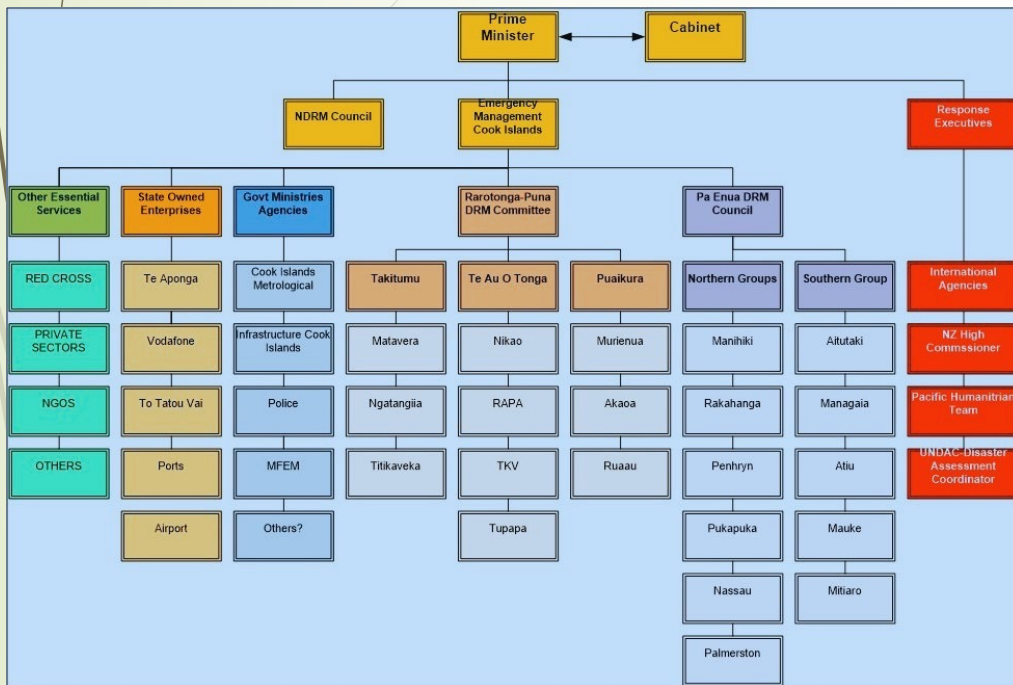 Prime
Minister
Cabinet
NDRM Council
Emergency
Management
Cook Islands
Response
Executives
Other Essential
Services
State Owned
Enterprises
Govt Ministries
Agencies
Rarotonga-Puna
DRM Committee
Pa Enua DRM
Council
RED CROSS
Te Aponga
Cook Islands
Metrological
Takitumu
Te Au O Tonga
Puaikura
Northern Groups
Southern Group
International
Agencies
PRIVATE
SECTORS
Vodafone
Infrastructure Cook
Islands
Matavera
Nikao
Murienua
Manihiki
Aitutaki
NZ High
Commssioner
NGOS
To Tatou Vai
Police
Ngatangiia
RAPA
Akaoa
Rakahanga
Managaia
Pacific Humanitrian
Team
OTHERS
Ports
MFEM
Titikaveka
TKV
Ruaau
Penhryn
Atiu
UNDAC-Disaster
Assessment
Coordinator
Airport
Others?
Tupapa
Pukapuka
Mauke
Nassau
Mitiaro
Palmerston